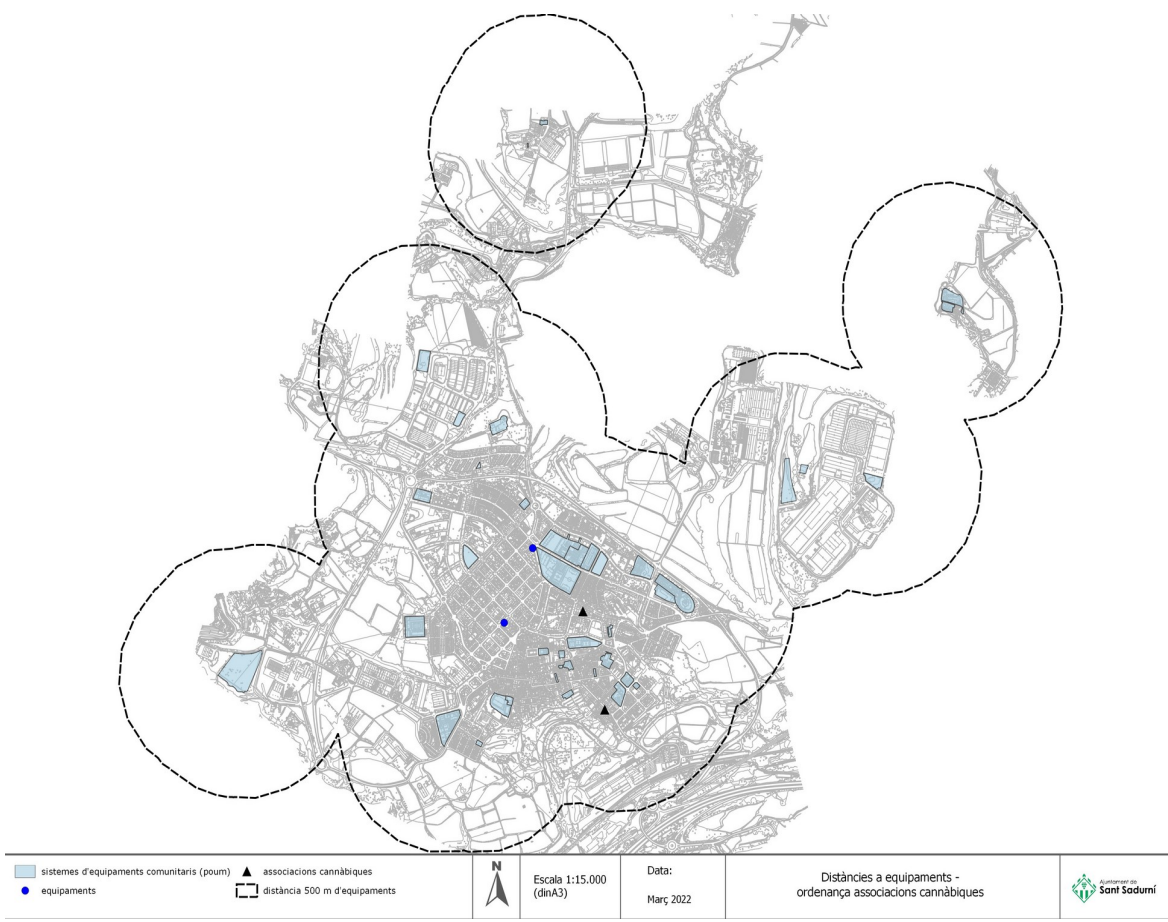 sistemes d'equipaments comunitaris (poum)
associacions cannàbiques
equipaments
distància 500 m d'equipaments
N
Escala 1:15.000
(dinA3)
Data:
Març 2022
Distàncies a equipaments -
ordenança associacions cannàbiques
Ajuntament de
Sant Sadurní